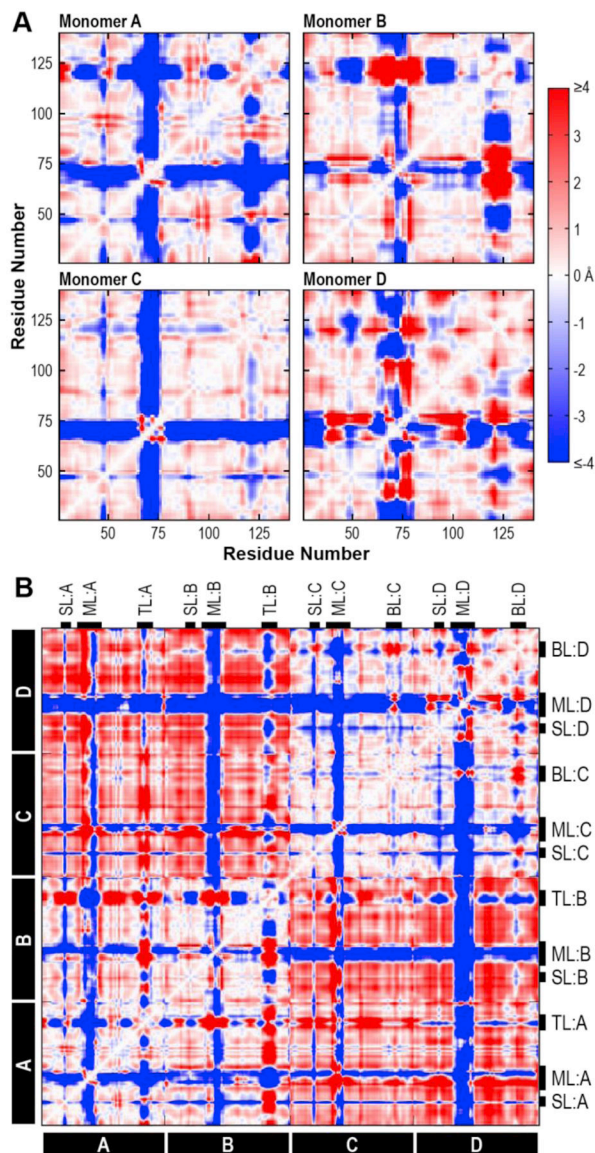 A
Monomer A
Monomer B
125
100
75
50
≥4
3
2
1
0 Å
-1
-2
-3
≤-4
Monomer C
Monomer D
125
100
75
50
50
75
100
125
50
75
100
125
Residue Number
Residue Number
B
SL:A
ML:A
TL:A
SL:B
ML:B
TL:B
SL:C
ML:C
BL:C
SL:D
ML:D
BL:D
D
C
B
A
BL:D
ML:D
SL:D
BL:C
ML:C
SL:C
TL:B
ML:B
SL:B
TL:A
ML:A
SL:A
A
B
C
D